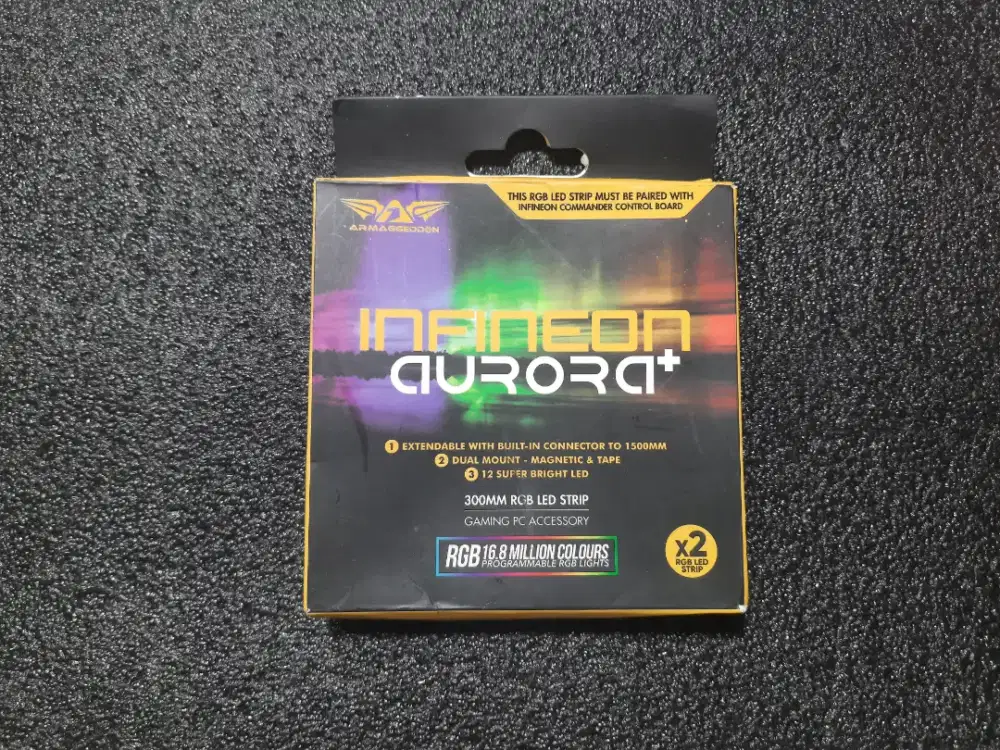 THIS RGB LED STRIP MUST BE PAIRED WITH
INFINEON COMMANDER CONTROL BOARD
ARMAGGEDDON
INFINEON
aurora+
1 EXTENDABLE WITH BUILT-IN CONNECTOR TO 1500MM
2 DUAL MOUNT - MAGNETIC & TAPE
3 12 SUPER BRIGHT LED
300MM RGB LED STRIP
GAMING PC ACCESSORY
RGB 16.8 MILLION COLOURS
PROGRAMMABLE RGB LIGHTS
x2
RGB LED
STRIP